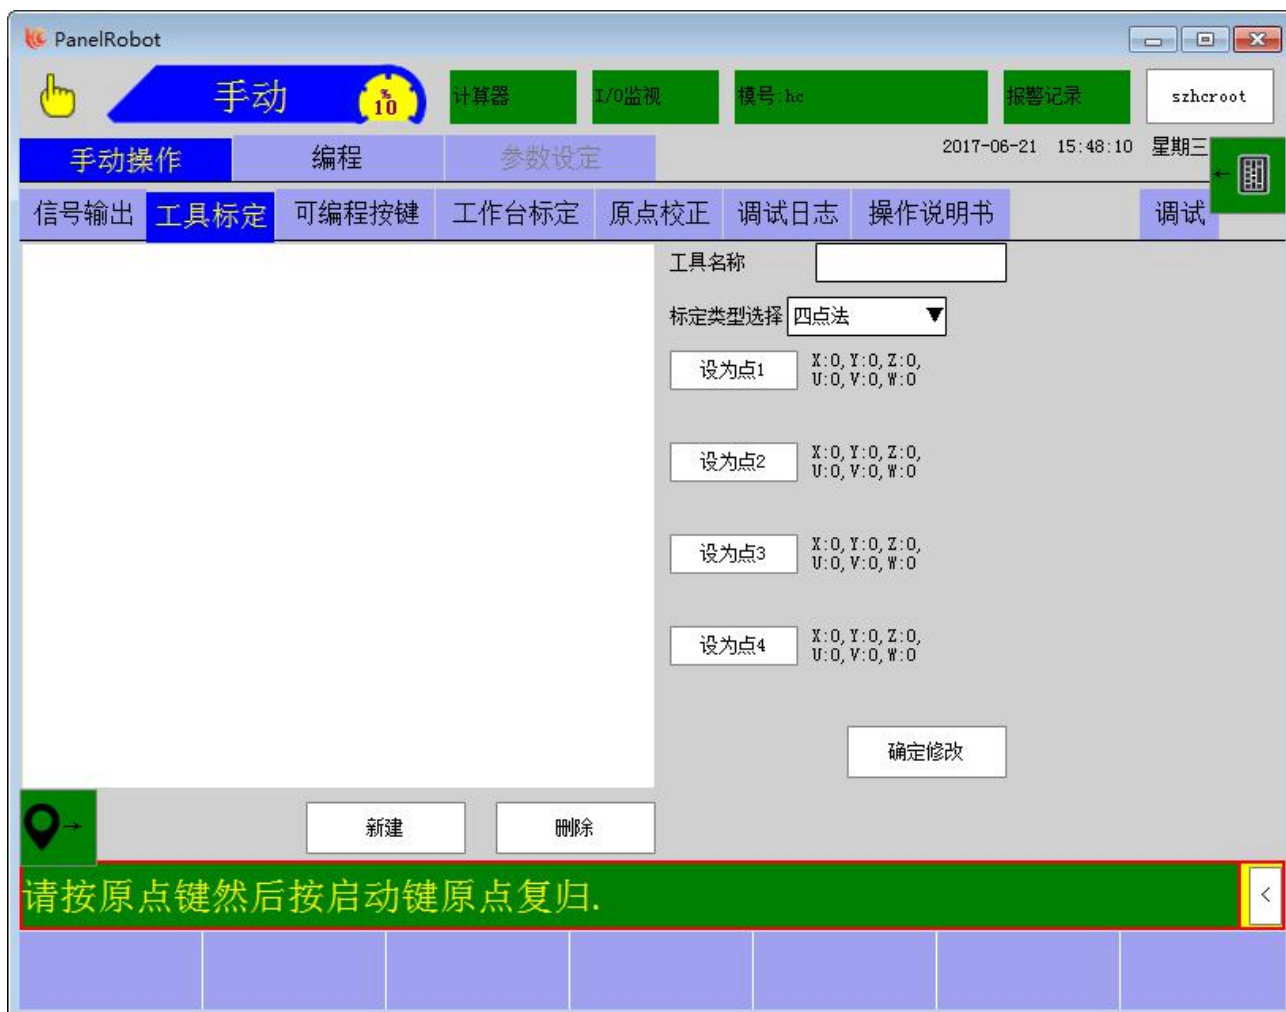 PanelRobot
手动
%
10
计算器
I/O监视
模号:hc
报警记录
szhcroot
手动操作
编程
参数设定
2017-06-21 15:48:10 星期三
信号输出
工具标定
可编程按键
工作台标定
原点校正
调试日志
操作说明书
调试
工具名称
标定类型选择
四点法
设为点1
X:0,Y:0,Z:0,
U:0,V:0,W:0
设为点2
X:0,Y:0,Z:0,
U:0,V:0,W:0
设为点3
X:0,Y:0,Z:0,
U:0,V:0,W:0
设为点4
X:0,Y:0,Z:0,
U:0,V:0,W:0
确定修改
新建
删除
请按原点键然后按启动键原点复归.
<